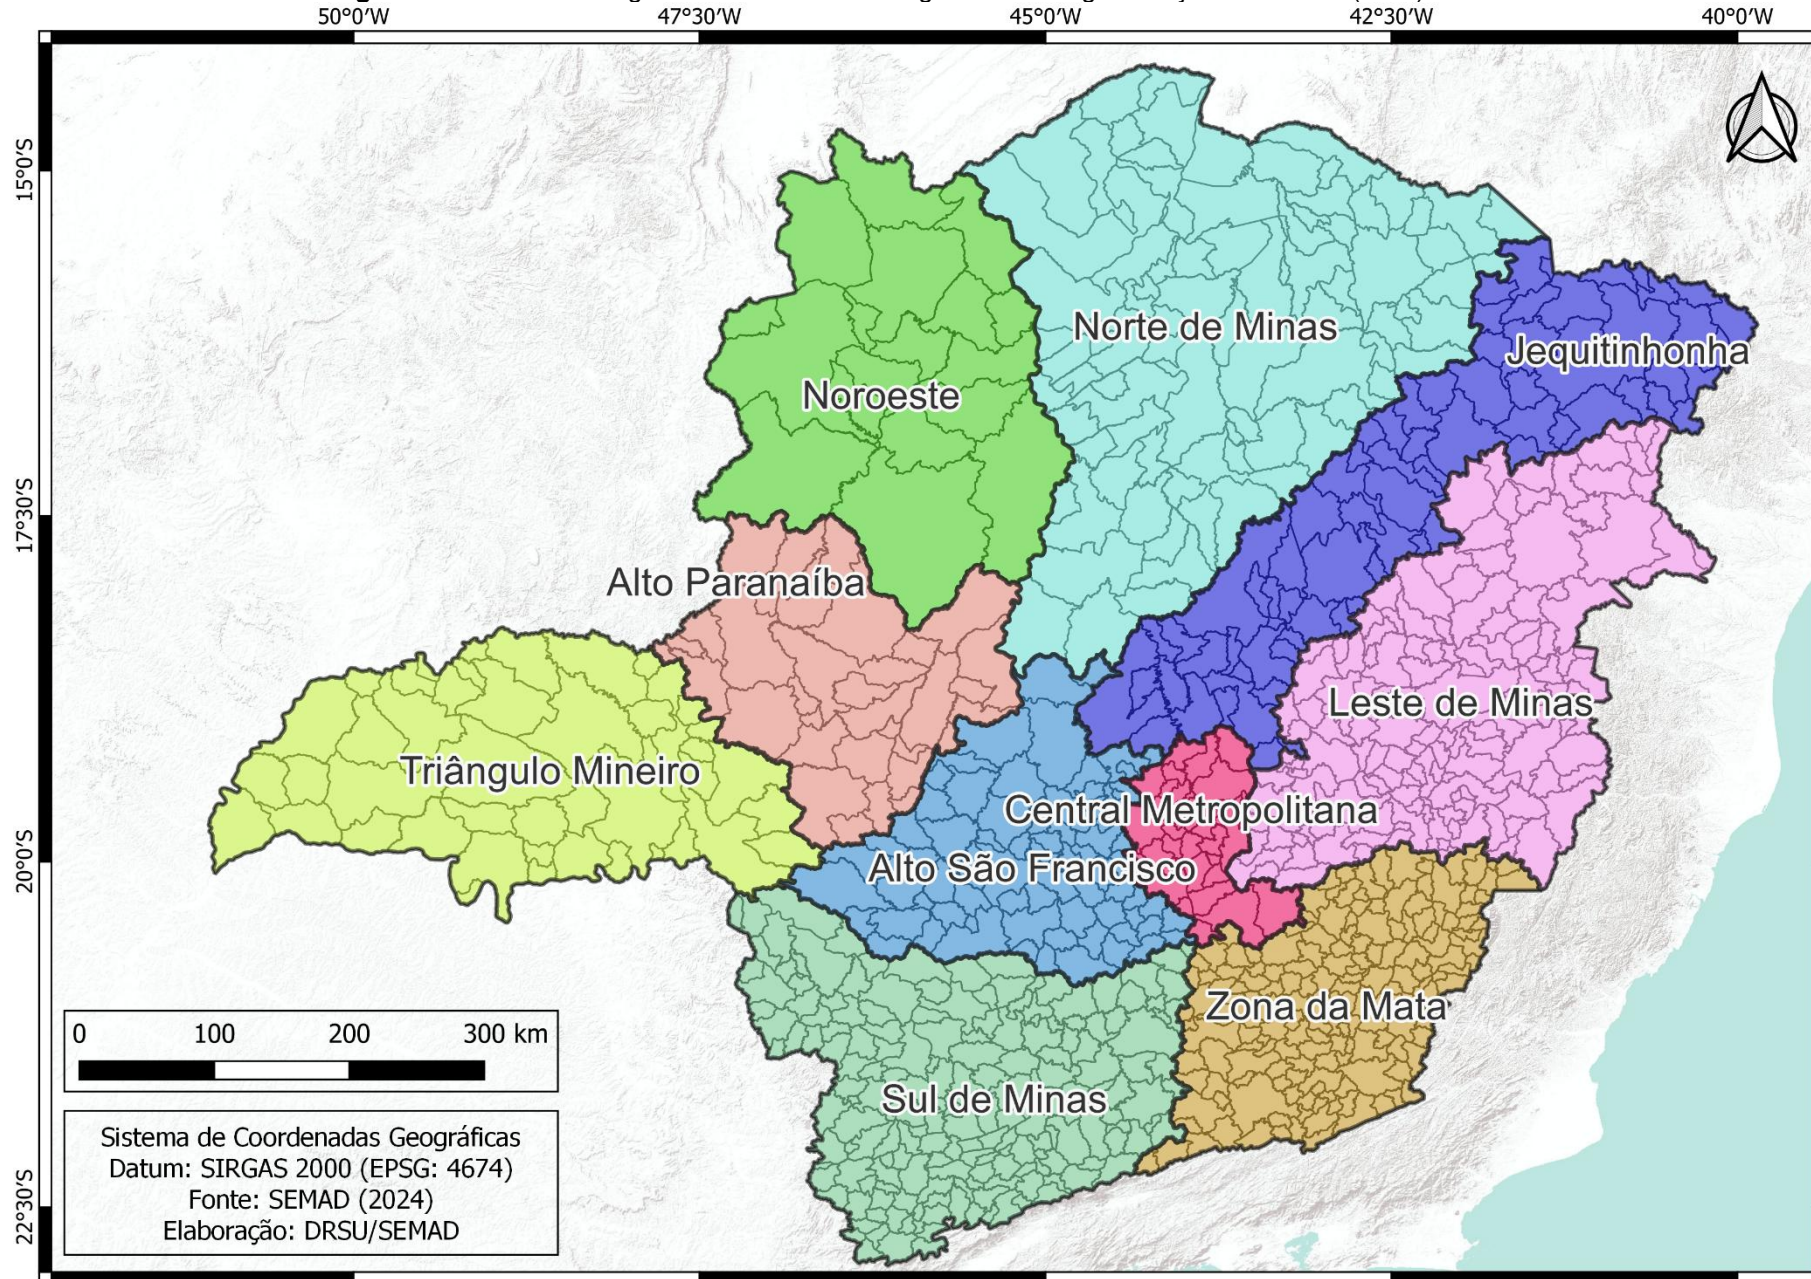 50°0′W 47°30′W 45°0′W 42°30′W 40°0′W
15°0′S
17°30′S
20°0′S
22°30′S
Norte de Minas
Jequitinhonha
Noroeste
Alto Paranaíba
Leste de Minas
Triângulo Mineiro
Central Metropolitana
Alto São Francisco
Zona da Mata
Sul de Minas
0 100 200 300 km
Sistema de Coordenadas Geográficas
Datum: SIRGAS 2000 (EPSG: 4674)
Fonte: SEMAD (2024)
Elaboração: DRSU/SEMAD